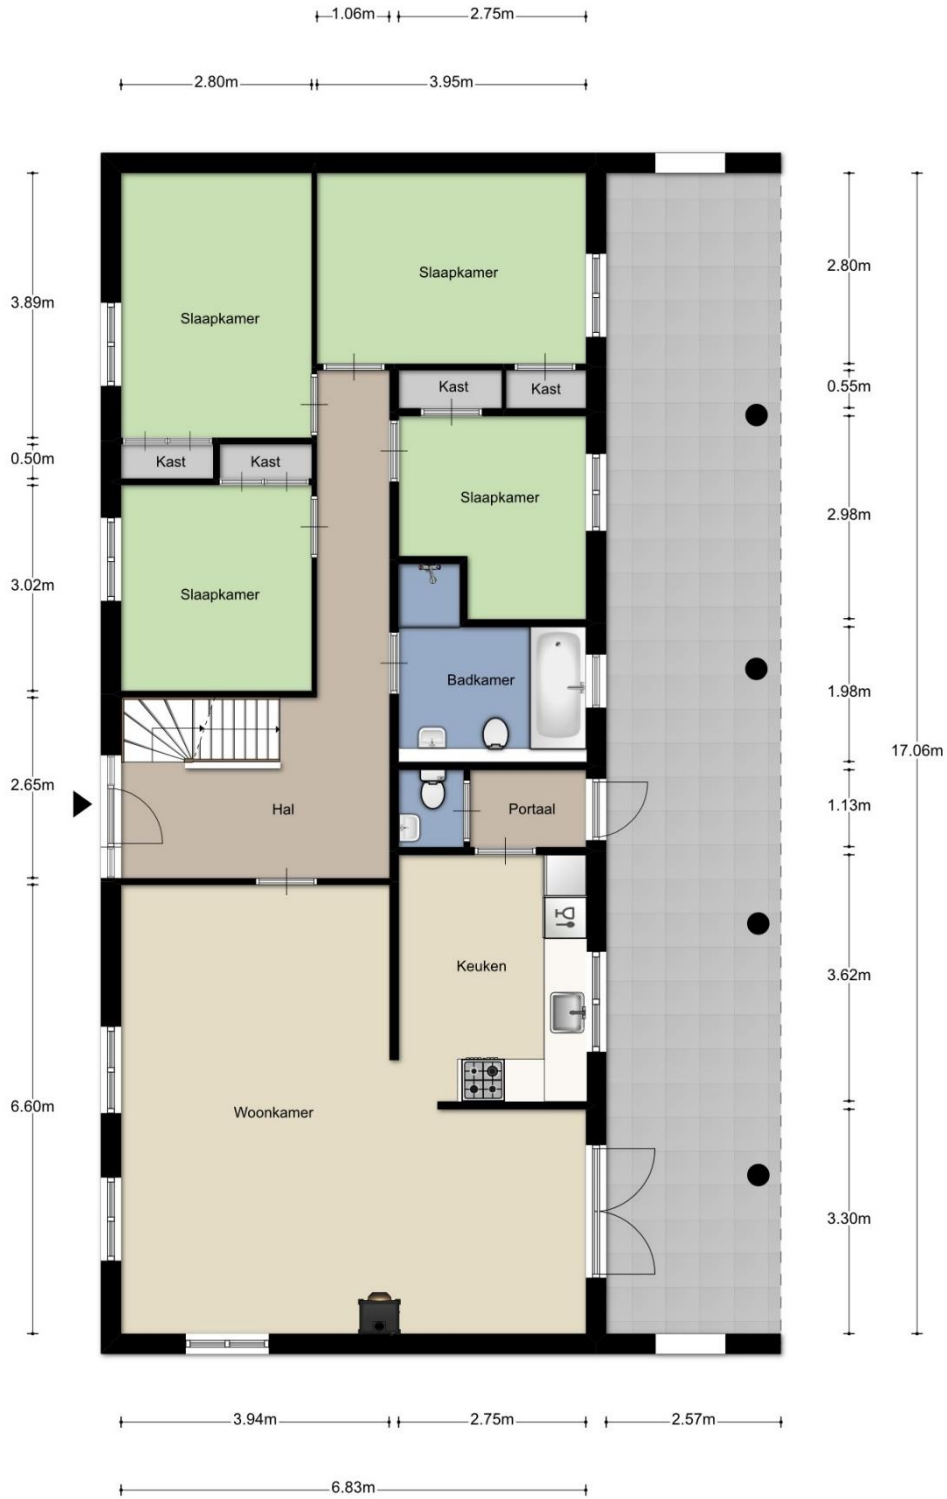 1.06m
2.75m
2.80m
3.95m
Slaapkamer
Slaapkamer
2.80m
3.89m
Kast
Kast
0.55m
Kast
Kast
0.50m
Slaapkamer
2.98m
3.02m
Slaapkamer
Badkamer
1.98m
17.06m
2.65m
Hal
Portaal
1.13m
Keuken
3.62m
6.60m
Woonkamer
3.30m
3.94m
2.75m
2.57m
6.83m